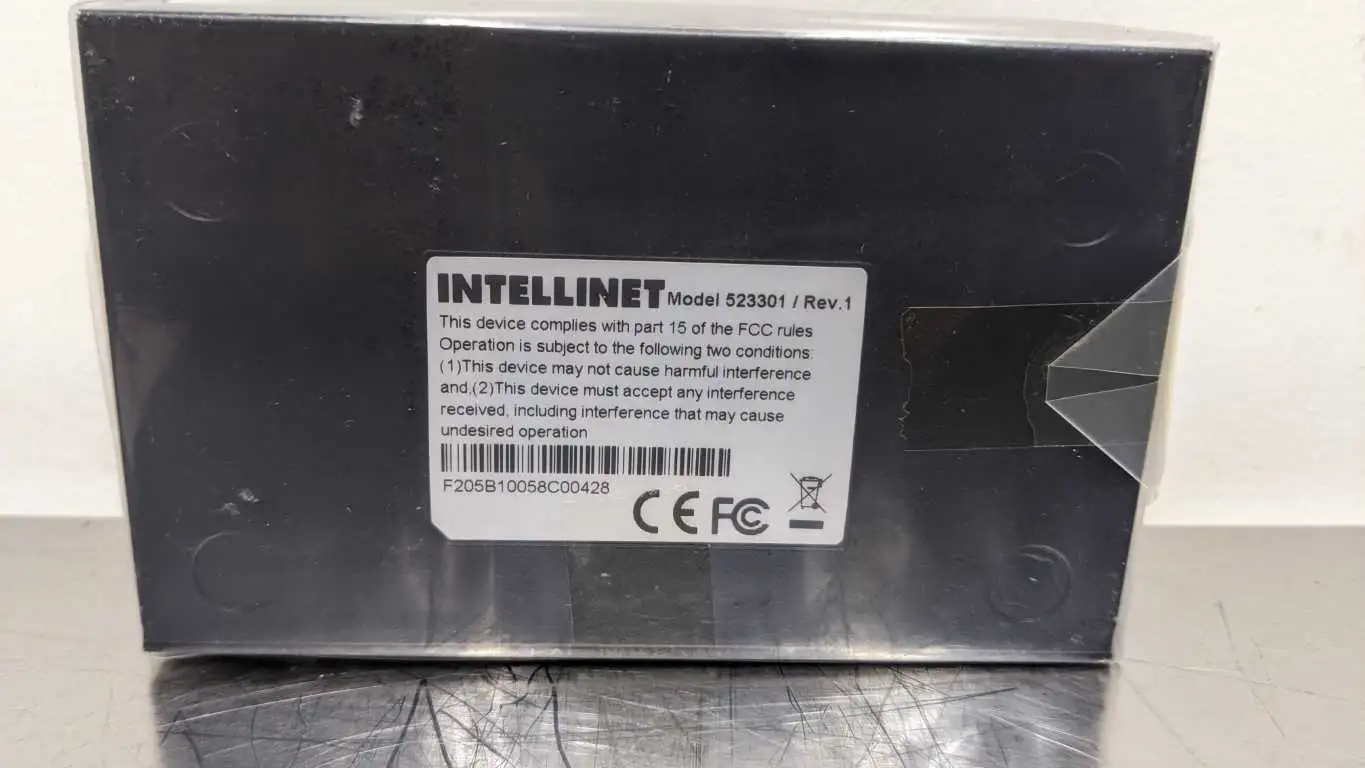 INTELLINET Model 523301 / Rev.1
This device complies with part 15 of the FCC rules
Operation is subject to the following two conditions:
(1)This device may not cause harmful interference
and,(2)This device must accept any interference
received, including interference that may cause
undesired operation
F205B10058C00428
CE FC